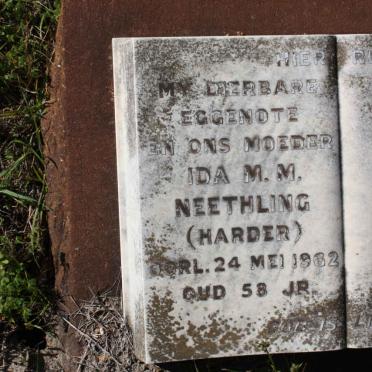 HIER R
MY DIERBARE
EGGENOTE
EN ONS MOEDER
IDA M. M.
NEETHLING
(HARDER)
OORL. 24 MEI 1962
OUD 58 JR